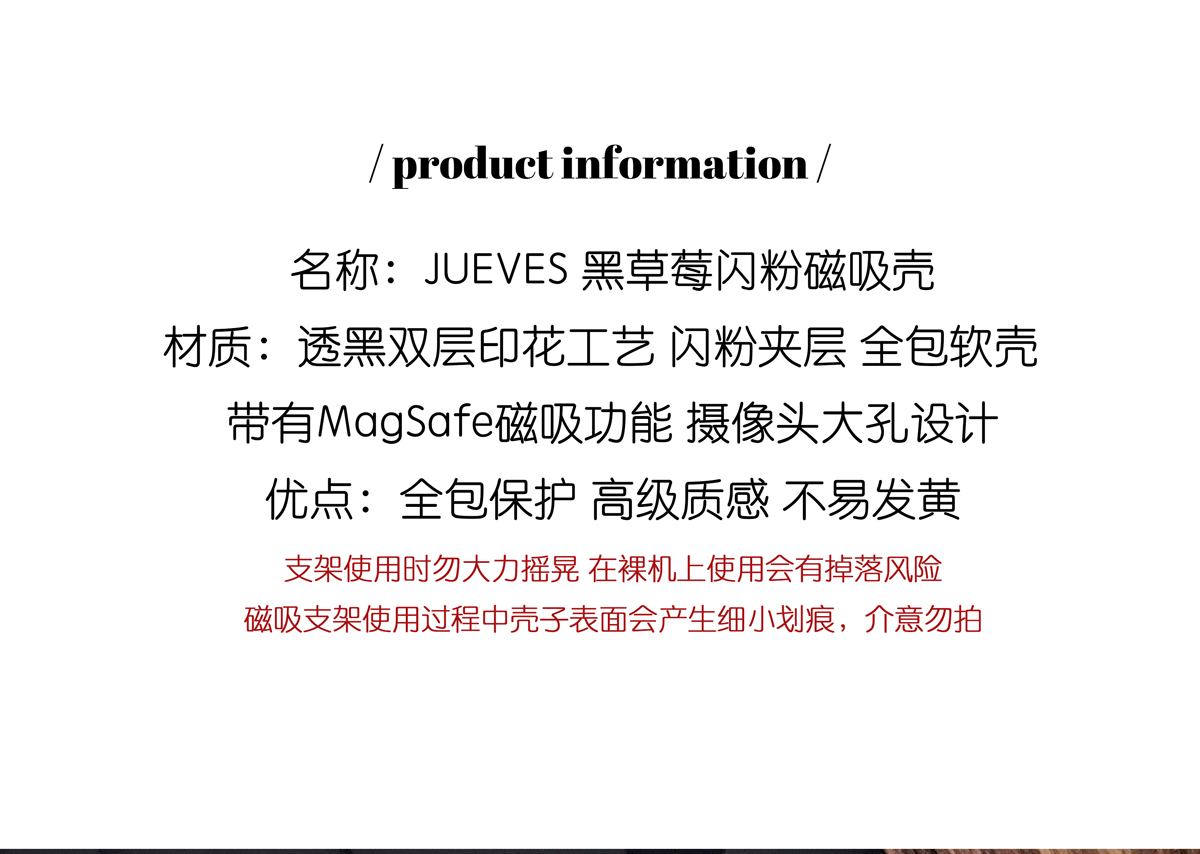 / product information /
名称：JUEVES 黑草莓闪粉磁吸壳
材质：透黑双层印花工艺 闪粉夹层 全包软壳
带有MagSafe磁吸功能 摄像头大孔设计
优点：全包保护 高级质感 不易发黄
支架使用时勿大力摇晃 在裸机上使用会有掉落风险
磁吸支架使用过程中壳子表面会产生细小划痕，介意勿拍